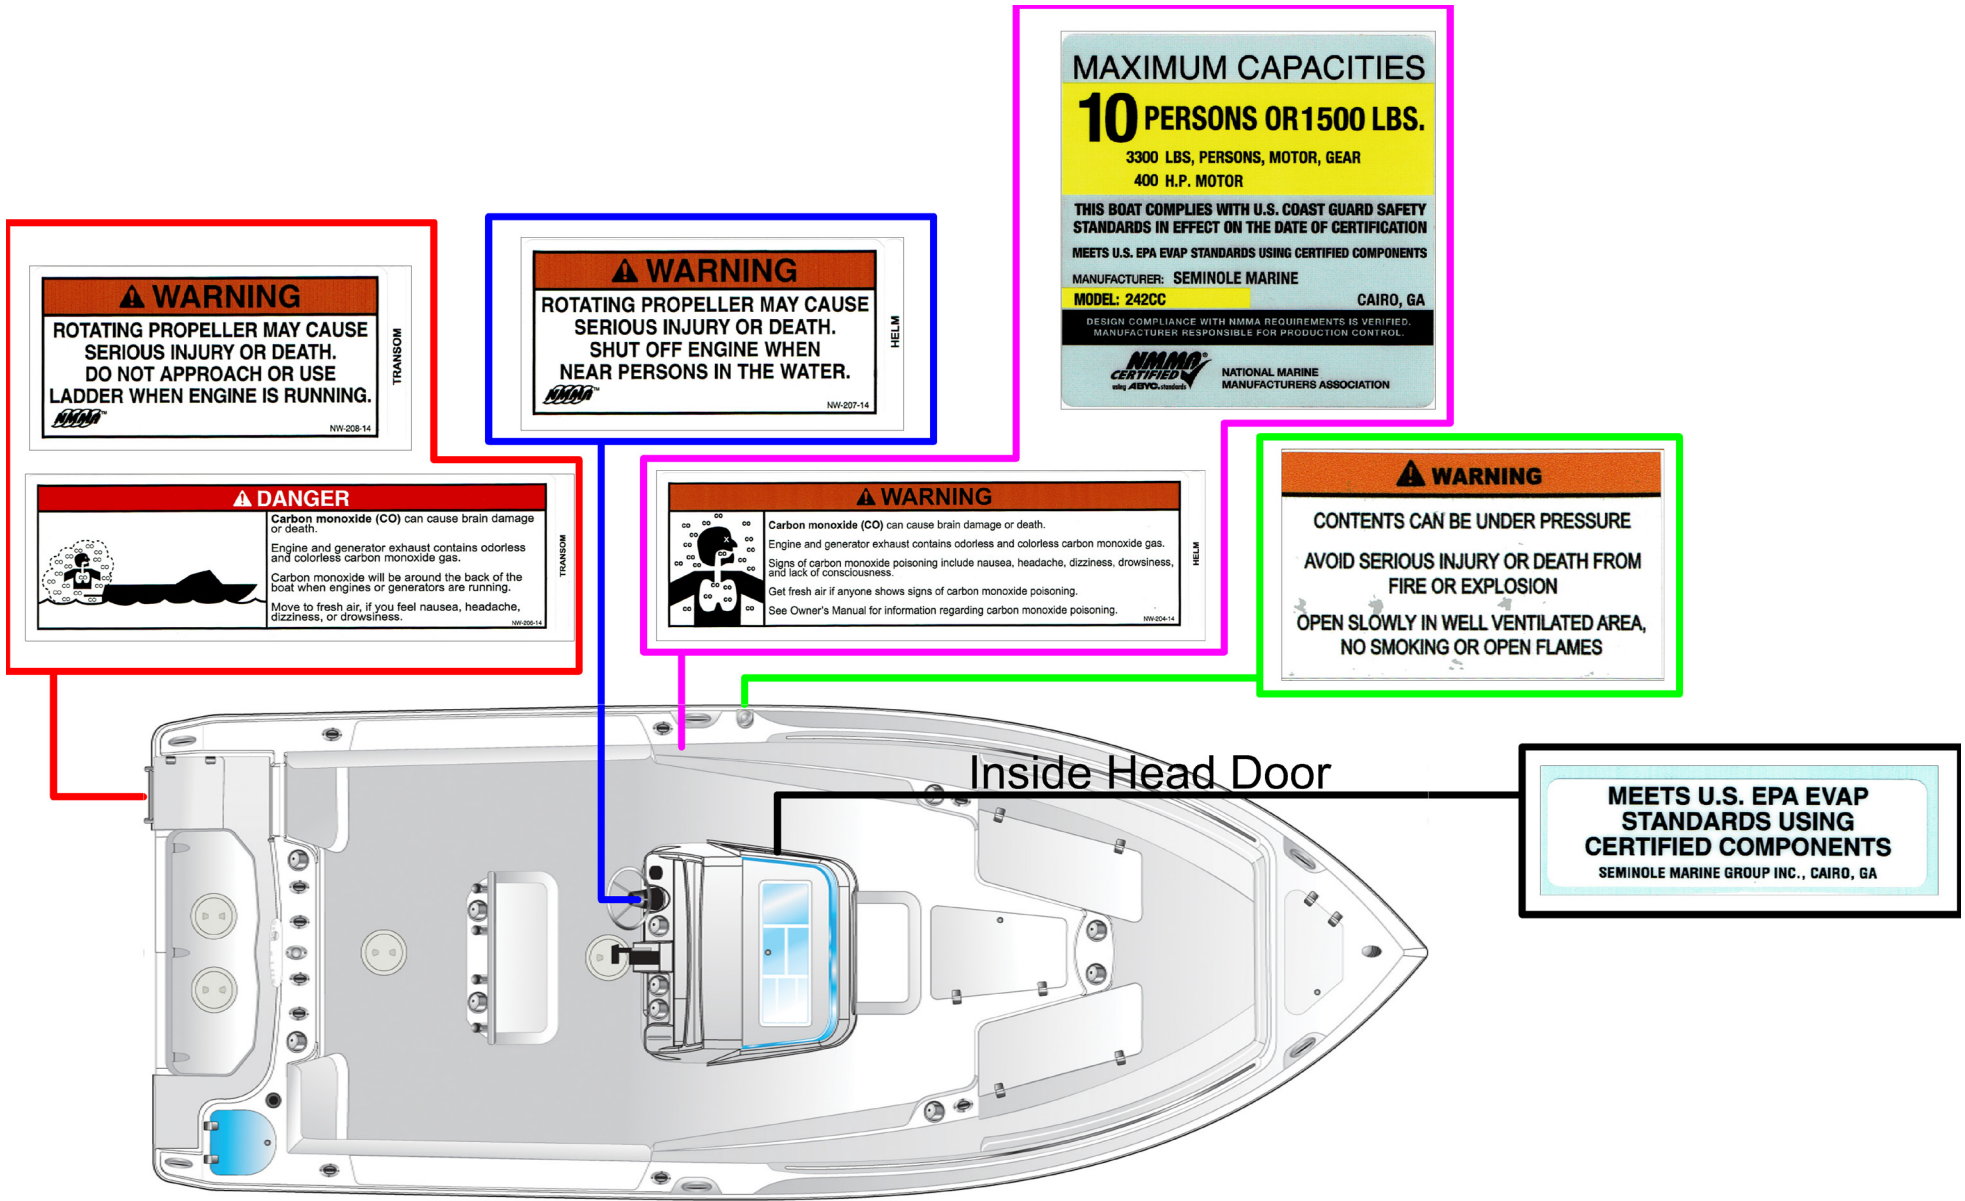 MAXIMUM CAPACITIES
10 PERSONS OR 1500 LBS.
3300 LBS, PERSONS, MOTOR, GEAR
400 H.P. MOTOR
THIS BOAT COMPLIES WITH U.S. COAST GUARD SAFETY
STANDARDS IN EFFECT ON THE DATE OF CERTIFICATION
MEETS U.S. EPA EVAP STANDARDS USING CERTIFIED COMPONENTS
MANUFACTURER: SEMINOLE MARINE
MODEL: 242CC CAIRO, GA
DESIGN COMPLIANCE WITH NMMA REQUIREMENTS IS VERIFIED.
MANUFACTURER RESPONSIBLE FOR PRODUCTION CONTROL.
NMMA®
CERTIFIED
using ABYC. standards
NATIONAL MARINE
MANUFACTURERS ASSOCIATION
WARNING
ROTATING PROPELLER MAY CAUSE
SERIOUS INJURY OR DEATH.
DO NOT APPROACH OR USE
LADDER WHEN ENGINE IS RUNNING.
NMMA™
NW-208-14
TRANSOM
WARNING
ROTATING PROPELLER MAY CAUSE
SERIOUS INJURY OR DEATH.
SHUT OFF ENGINE WHEN
NEAR PERSONS IN THE WATER.
NMMA™
NW-207-14
HELM
DANGER
Carbon monoxide (CO) can cause brain damage
or death.
Engine and generator exhaust contains odorless
and colorless carbon monoxide gas.
Carbon monoxide will be around the back of the
boat when engines or generators are running.
Move to fresh air, if you feel nausea, headache,
dizziness, or drowsiness.
NW-206-14
TRANSOM
WARNING
Carbon monoxide (CO) can cause brain damage or death.
Engine and generator exhaust contains odorless and colorless carbon monoxide gas.
Signs of carbon monoxide poisoning include nausea, headache, dizziness, drowsiness,
and lack of consciousness.
Get fresh air if anyone shows signs of carbon monoxide poisoning.
See Owner's Manual for information regarding carbon monoxide poisoning.
NW-204-14
HELM
WARNING
CONTENTS CAN BE UNDER PRESSURE
AVOID SERIOUS INJURY OR DEATH FROM
FIRE OR EXPLOSION
OPEN SLOWLY IN WELL VENTILATED AREA,
NO SMOKING OR OPEN FLAMES
Inside Head Door
MEETS U.S. EPA EVAP
STANDARDS USING
CERTIFIED COMPONENTS
SEMINOLE MARINE GROUP INC., CAIRO, GA